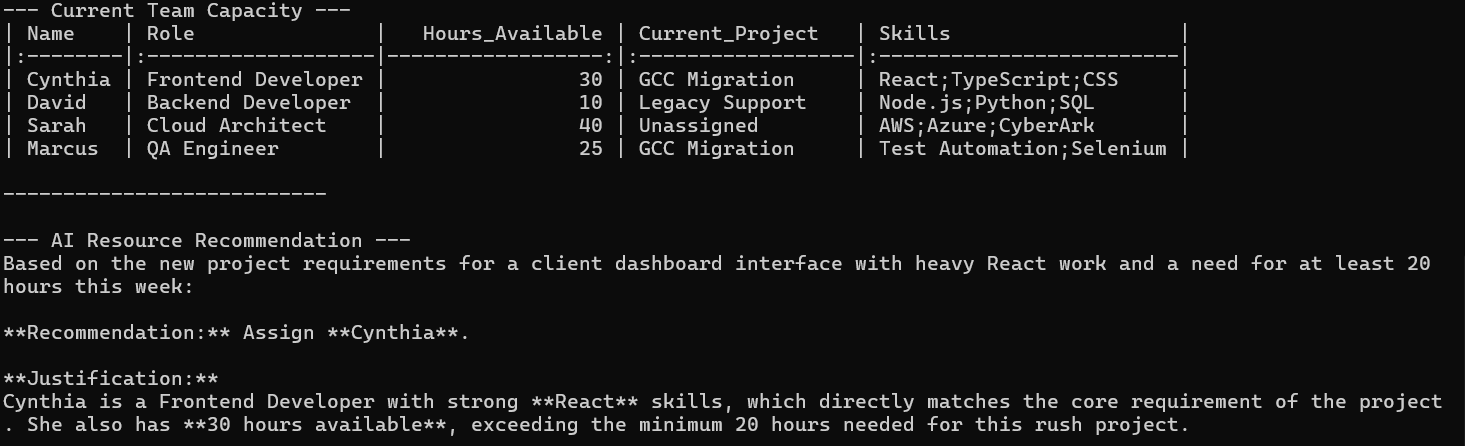 --- Current Team Capacity ---
| Name    | Role               |   Hours_Available | Current_Project   | Skills                   |
|:--------|:-------------------|------------------:|:------------------|:-------------------------|
| Cynthia | Frontend Developer |                30 | GCC Migration     | React;TypeScript;CSS     |
| David   | Backend Developer  |                10 | Legacy Support    | Node.js;Python;SQL       |
| Sarah   | Cloud Architect    |                40 | Unassigned        | AWS;Azure;CyberArk       |
| Marcus  | QA Engineer        |                25 | GCC Migration     | Test Automation;Selenium |
---------------------------
--- AI Resource Recommendation ---
Based on the new project requirements for a client dashboard interface with heavy React work and a need for at least 20
hours this week:
**Recommendation:** Assign **Cynthia**.
**Justification:**
Cynthia is a Frontend Developer with strong **React** skills, which directly matches the core requirement of the project
. She also has **30 hours available**, exceeding the minimum 20 hours needed for this rush project.